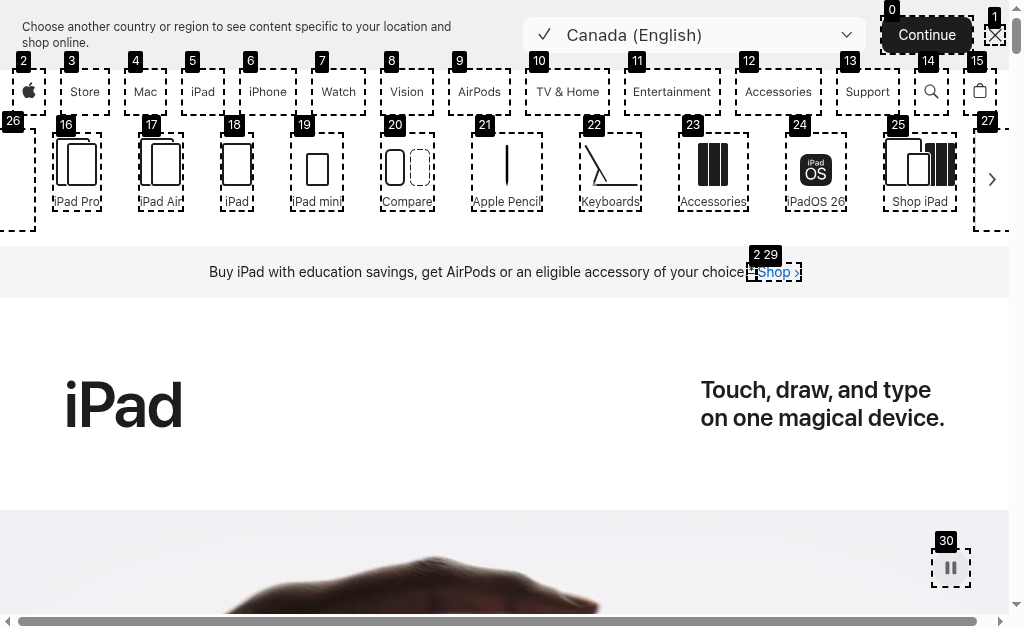 Choose another country or region to see content specific to your location and
shop online.
Canada (English)
0
Continue
1
2
3
4
5
6
7
8
9
10
11
12
13
14
15
Store
Mac
iPad
iPhone
Watch
Vision
AirPods
TV & Home
Entertainment
Accessories
Support
26
16
17
18
19
20
21
22
23
24
25
27
iPad
OS
iPad Pro
iPad Air
iPad
iPad mini
Compare
Apple Pencil
Keyboards
Accessories
iPadOS 26
Shop iPad
2 29
Buy iPad with education savings, get AirPods or an eligible accessory of your choice. Shop ›
iPad
Touch, draw, and type
on one magical device.
30